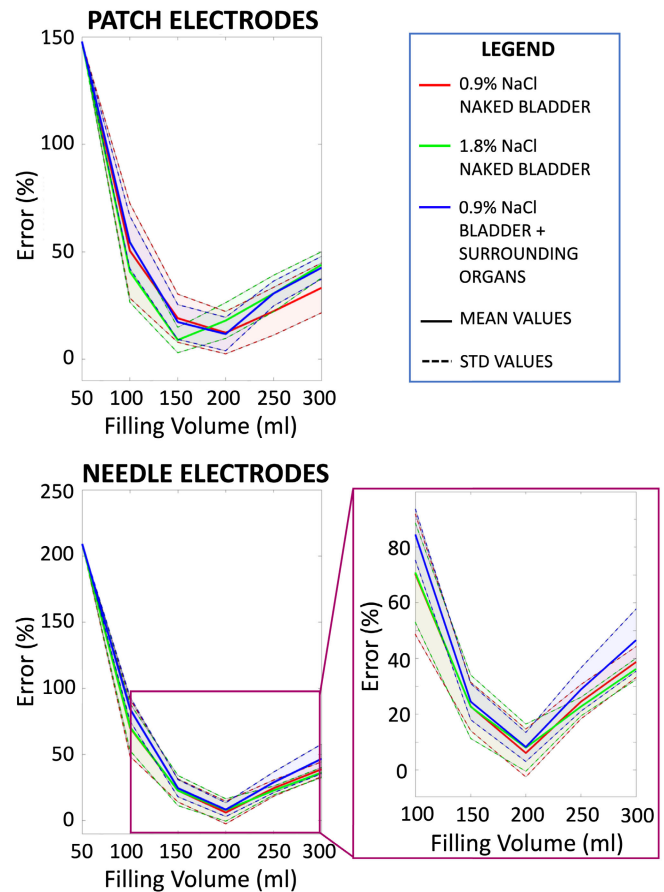 PATCH ELECTRODES
150
100
50
0
Error (%)
50 100 150 200 250 300
Filling Volume (ml)
LEGEND
0.9% NaCl
NAKED BLADDER
1.8% NaCl
NAKED BLADDER
0.9% NaCl
BLADDER +
SURROUNDING
ORGANS
MEAN VALUES
STD VALUES
NEEDLE ELECTRODES
250
200
150
100
50
0
Error (%)
50 100 150 200 250 300
Filling Volume (ml)
80
60
40
20
0
Error (%)
100 150 200 250 300
Filling Volume (ml)